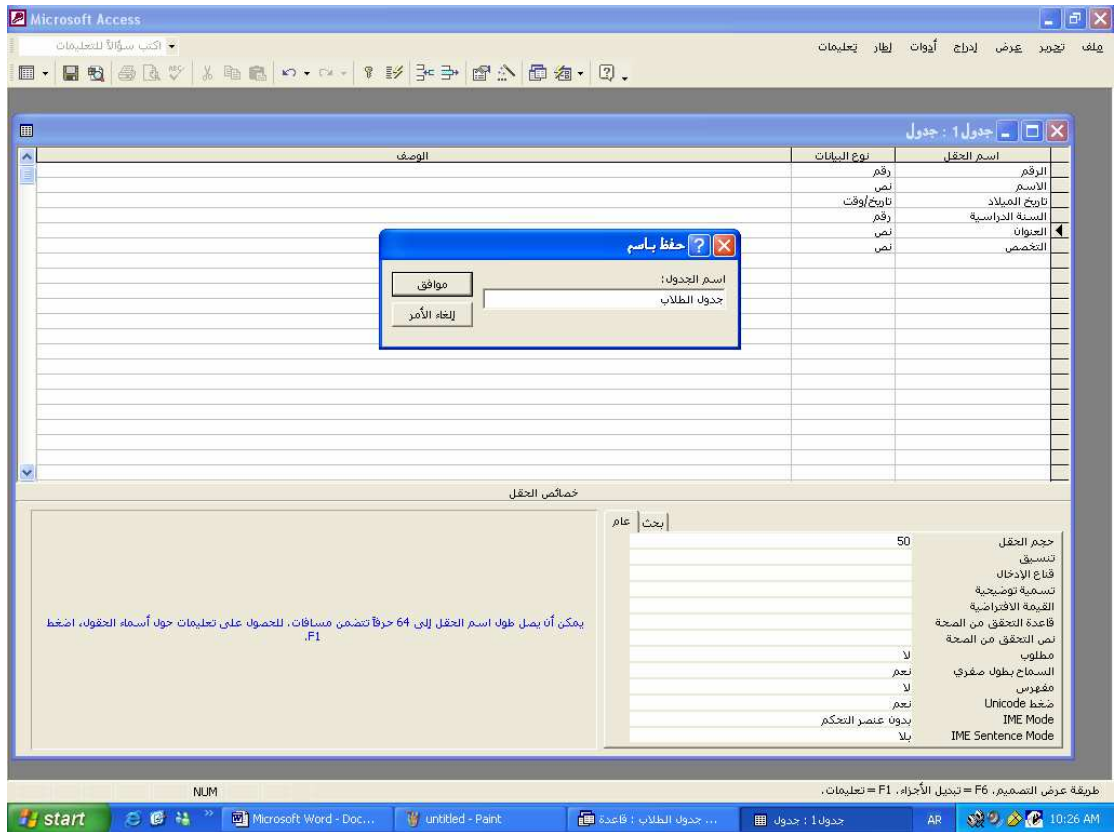 Microsoft Access
ملف تحرير عرض إدراج أدوات إطار تعليمات
اكتب سؤالاً للتعليمات
جدول1 : جدول
اسم الحقل نوع البيانات الوصف
الرقم رقم
الاسم نص
تاريخ الميلاد تاريخ/وقت
السنة الدراسية رقم
العنوان نص
التخصص نص
حفظ باسم
اسم الجدول:
جدول الطلاب
موافق
إلغاء الأمر
خصائص الحقل
عام بحث
حجم الحقل 50
تنسيق
قناع الإدخال
تسمية توضيحية
القيمة الافتراضية
قاعدة التحقق من الصحة
نص التحقق من الصحة
مطلوب لا
السماح بطول صفري نعم
مفهرس لا
ضغط Unicode نعم
IME Mode بدون عنصر التحكم
IME Sentence Mode بلا
يمكن أن يصل طول اسم الحقل إلى 64 حرفاً تتضمن مسافات. للحصول على تعليمات حول أسماء الحقول، اضغط
F1.
طريقة عرض التصميم. F6 = تبديل الأجزاء. F1 = تعليمات.
NUM
start
Microsoft Word - Doc...
untitled - Paint
جدول الطلاب : قاعدة ...
جدول1 : جدول
AR
10:26 AM